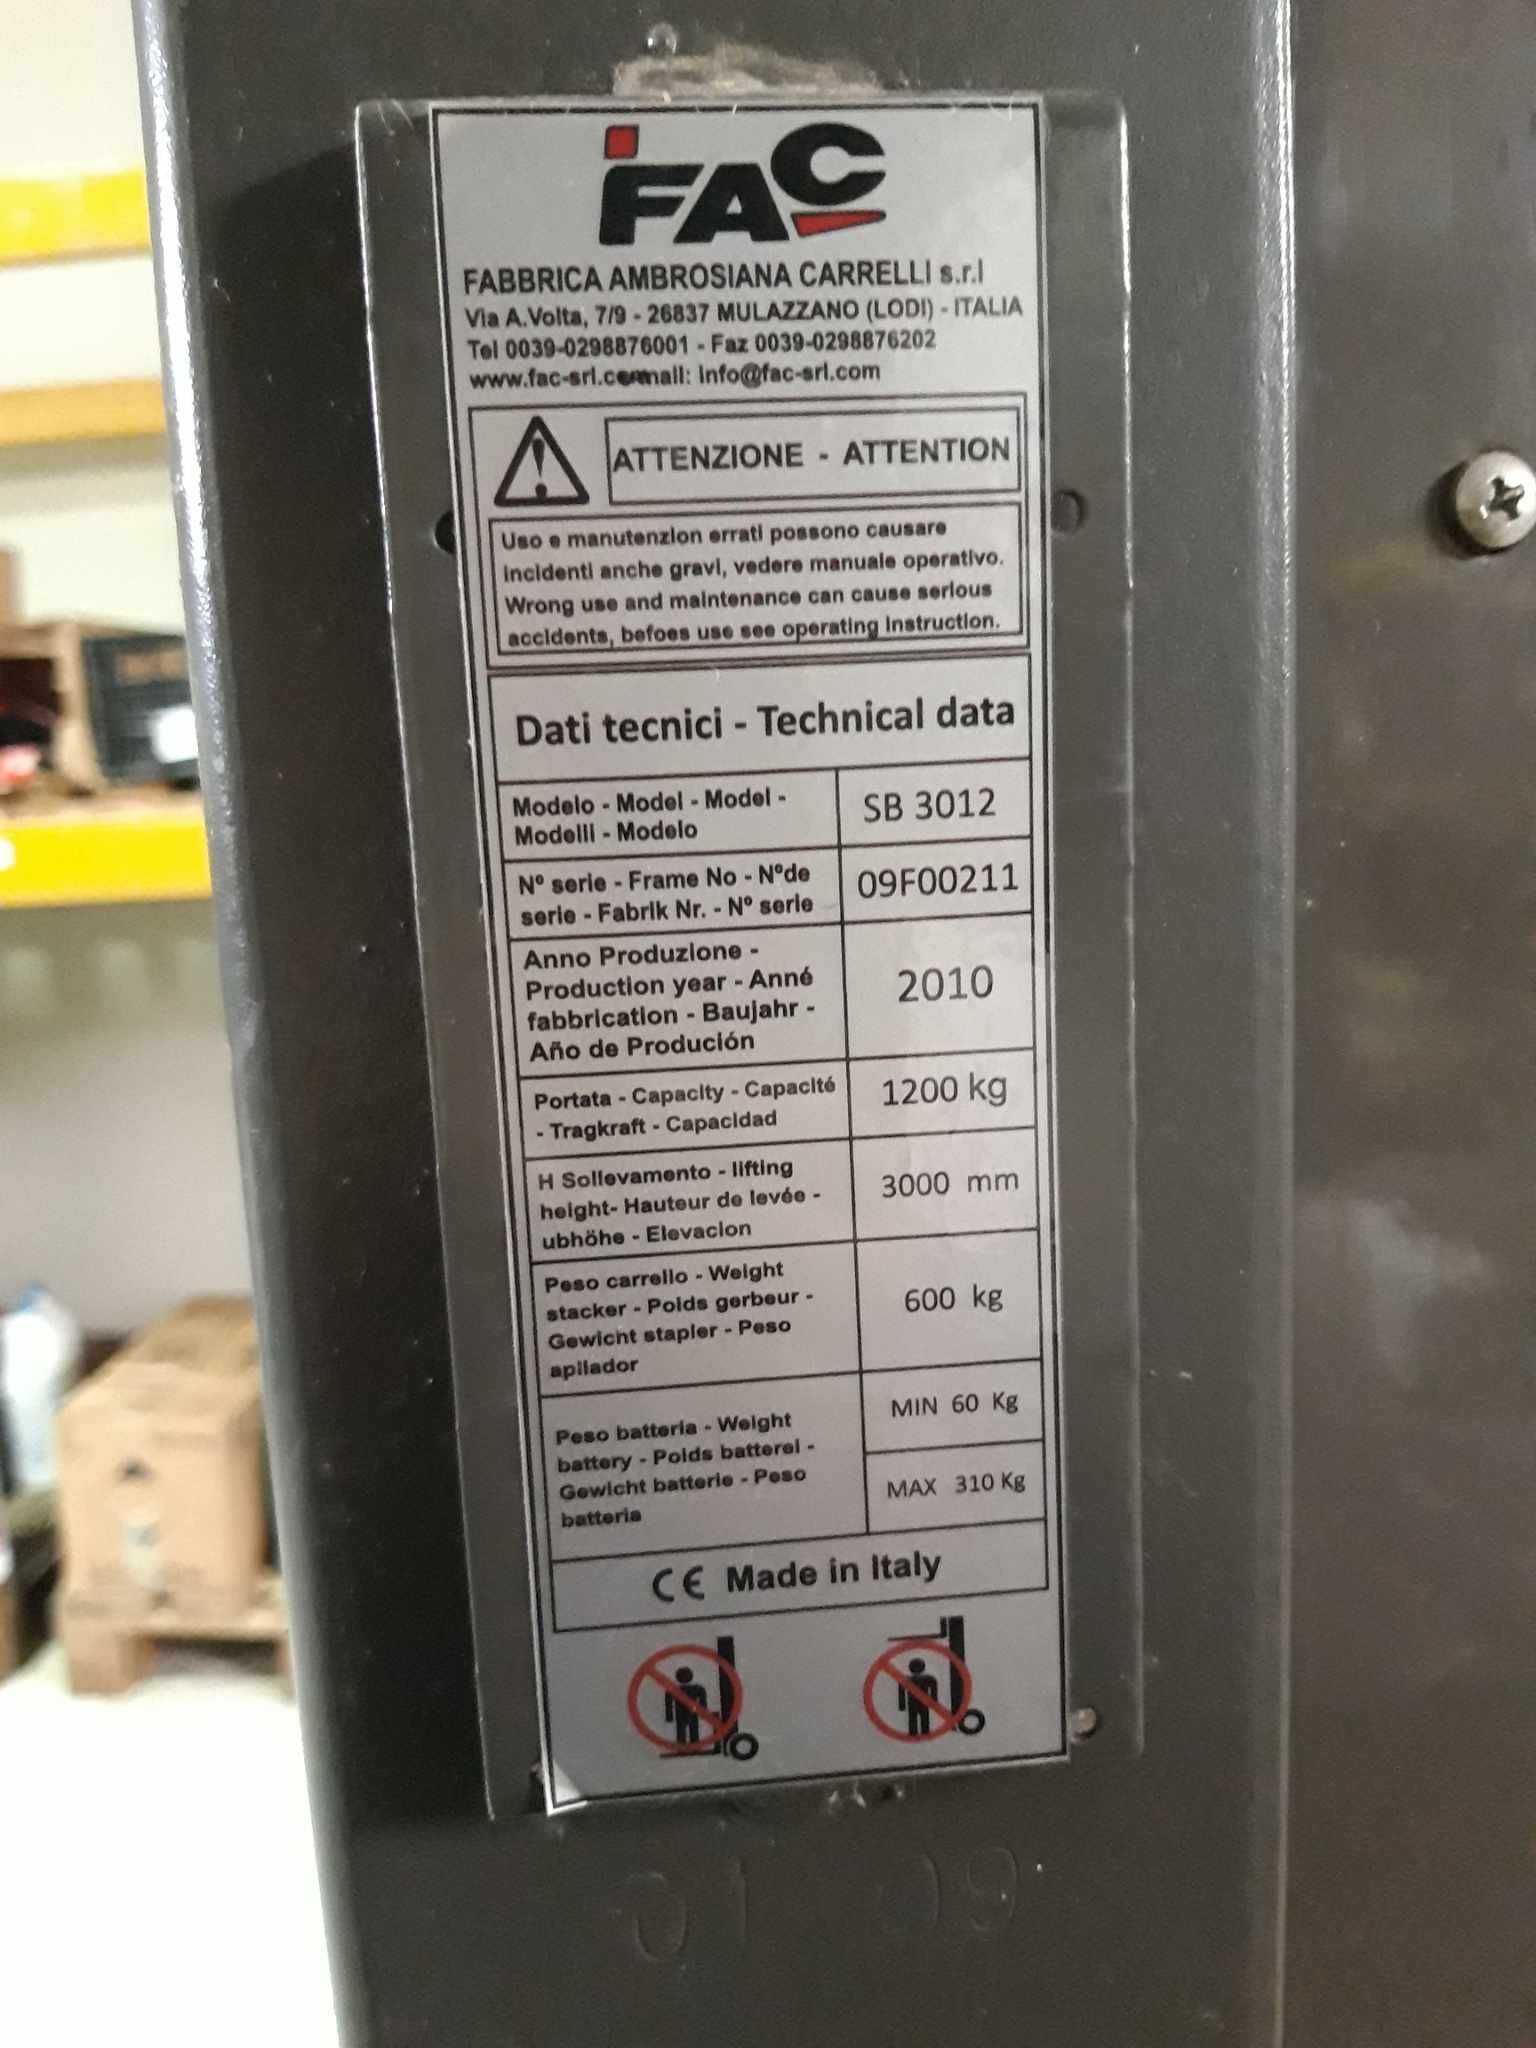 FAC
FABBRICA AMBROSIANA CARRELLI s.r.l
Via A.Volta, 7/9 - 26837 MULAZZANO (LODI) - ITALIA
Tel 0039-0298876001 - Faz 0039-0298876202
www.fac-srl.com email: info@fac-srl.com
ATTENZIONE - ATTENTION
Uso e manutenzion errati possono causare
incidenti anche gravi, vedere manuale operativo.
Wrong use and maintenance can cause serious
accidents, befoes use see operating instruction.
Dati tecnici - Technical data
Modelo - Model - Model -
Modelli - Modelo
SB 3012
Nº serie - Frame No - Nºde
serie - Fabrik Nr. - Nº serie
09F00211
Anno Produzione -
Production year - Anné
fabbrication - Baujahr -
Año de Produción
2010
Portata - Capacity - Capacité
- Tragkraft - Capacidad
1200 kg
H Sollevamento - lifting
height- Hauteur de levée -
ubhöhe - Elevacion
3000 mm
Peso carrello - Weight
stacker - Poids gerbeur -
Gewicht stapler - Peso
apilador
600 kg
Peso batteria - Weight
battery - Poids batterei -
Gewicht batterie - Peso
batteria
MIN 60 Kg
MAX 310 Kg
CE Made in Italy